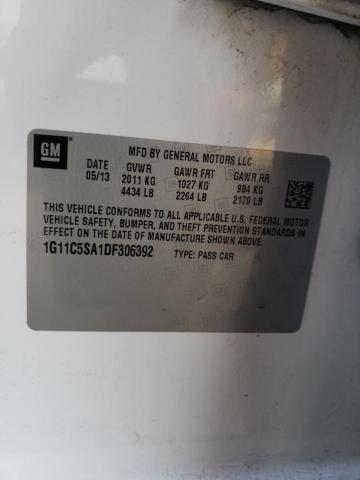 GM
MFD BY GENERAL MOTORS LLC
DATE GVWR GAWR FRT GAWR RR
05/13 2011 KG 1027 KG 984 KG
4434 LB 2264 LB 2170 LB
THIS VEHICLE CONFORMS TO ALL APPLICABLE U.S. FEDERAL MOTOR
VEHICLE SAFETY, BUMPER, AND THEFT PREVENTION STANDARDS IN
EFFECT ON THE DATE OF MANUFACTURE SHOWN ABOVE.
1G11C5SA1DF306392 TYPE: PASS CAR